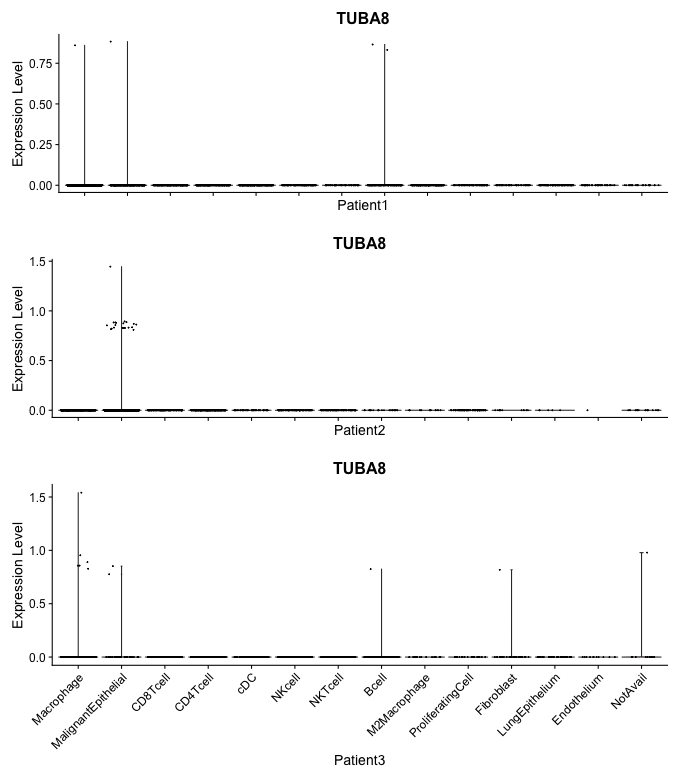 TUBA8
Expression Level
0.75
0.50
0.25
0.00
Patient1
TUBA8
Expression Level
1.5
1.0
0.5
0.0
Patient2
TUBA8
Expression Level
1.5
1.0
0.5
0.0
Macrophage
MalignantEpithelial
CD8Tcell
CD4Tcell
cDC
NKcell
NKTcell
Bcell
M2Macrophage
ProliferatingCell
Fibroblast
LungEpithelium
Endothelium
NotAvail
Patient3